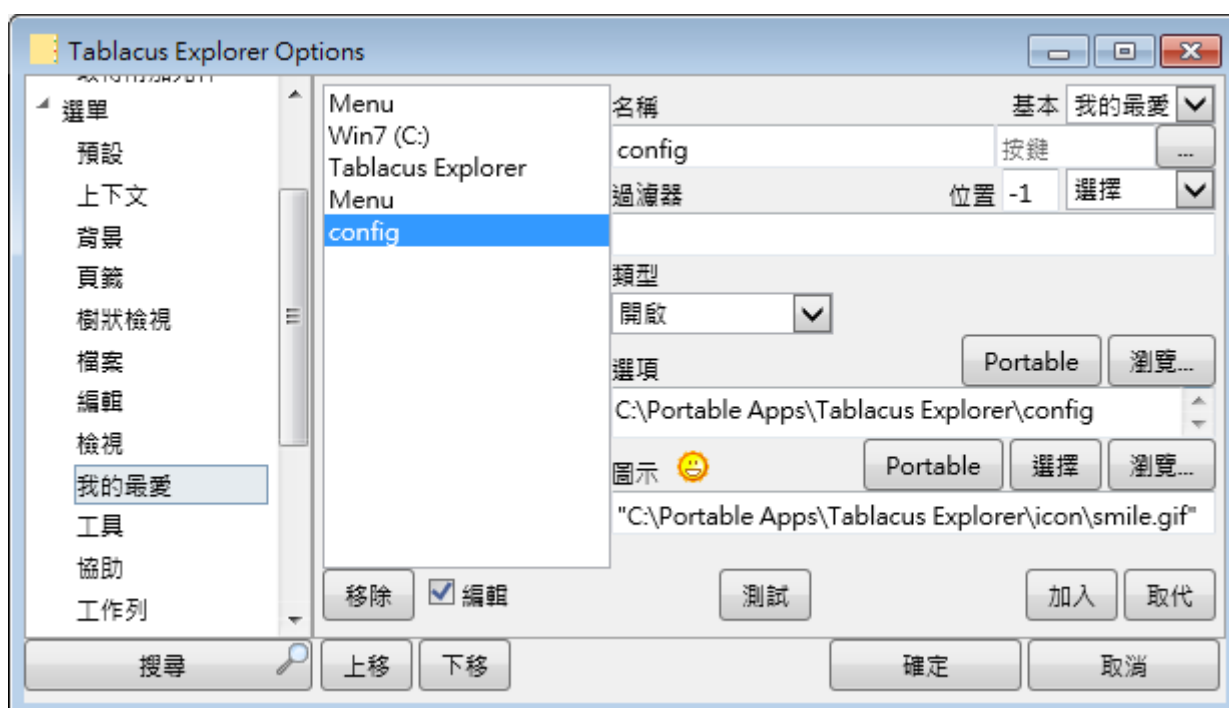 Tablacus Explorer Options
選單
預設
上下文
背景
頁籤
樹狀檢視
檔案
編輯
檢視
我的最愛
工具
協助
工作列
搜尋
Menu
Win7 (C:)
Tablacus Explorer
Menu
config
移除 編輯
上移 下移
名稱 基本 我的最愛
config 按鍵 ...
過濾器 位置 -1 選擇
類型
開啟
選項 Portable 瀏覽...
C:\Portable Apps\Tablacus Explorer\config
圖示 Portable 選擇 瀏覽...
"C:\Portable Apps\Tablacus Explorer\icon\smile.gif"
測試 加入 取代
確定 取消